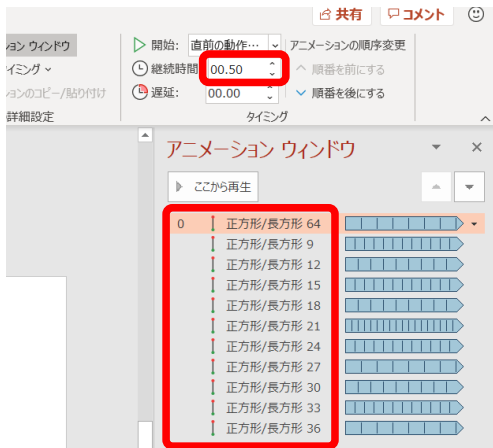 共有 コメント
ョン ウィンドウ 開始: 直前の動作… アニメーションの順序変更
イミング 継続時間 00.50 順番を前にする
ョンのコピー/貼り付け 遅延: 00.00 順番を後にする
詳細設定 タイミング
アニメーション ウィンドウ
ここから再生
0 正方形/長方形 64
正方形/長方形 9
正方形/長方形 12
正方形/長方形 15
正方形/長方形 18
正方形/長方形 21
正方形/長方形 24
正方形/長方形 27
正方形/長方形 30
正方形/長方形 33
正方形/長方形 36